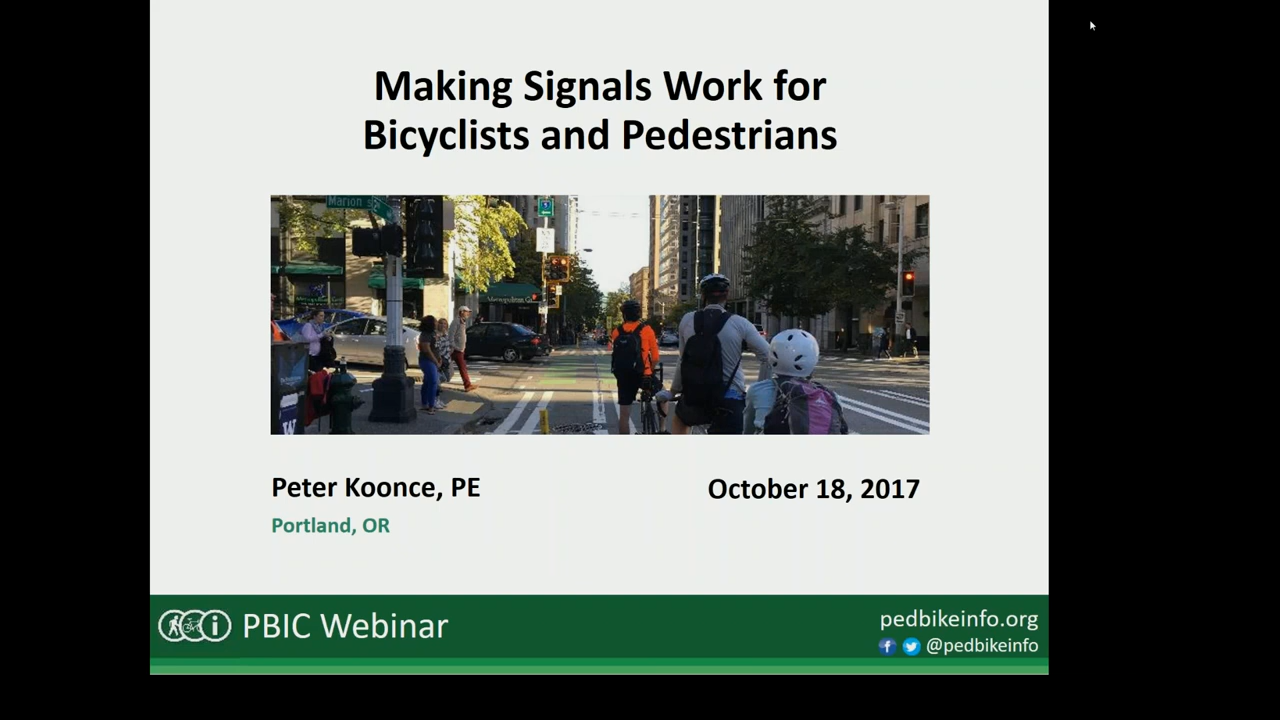 Making Signals Work for
Bicyclists and Pedestrians
Marion St
Peter Koonce, PE
October 18, 2017
Portland, OR
PBIC Webinar
pedbikeinfo.org
@pedbikeinfo